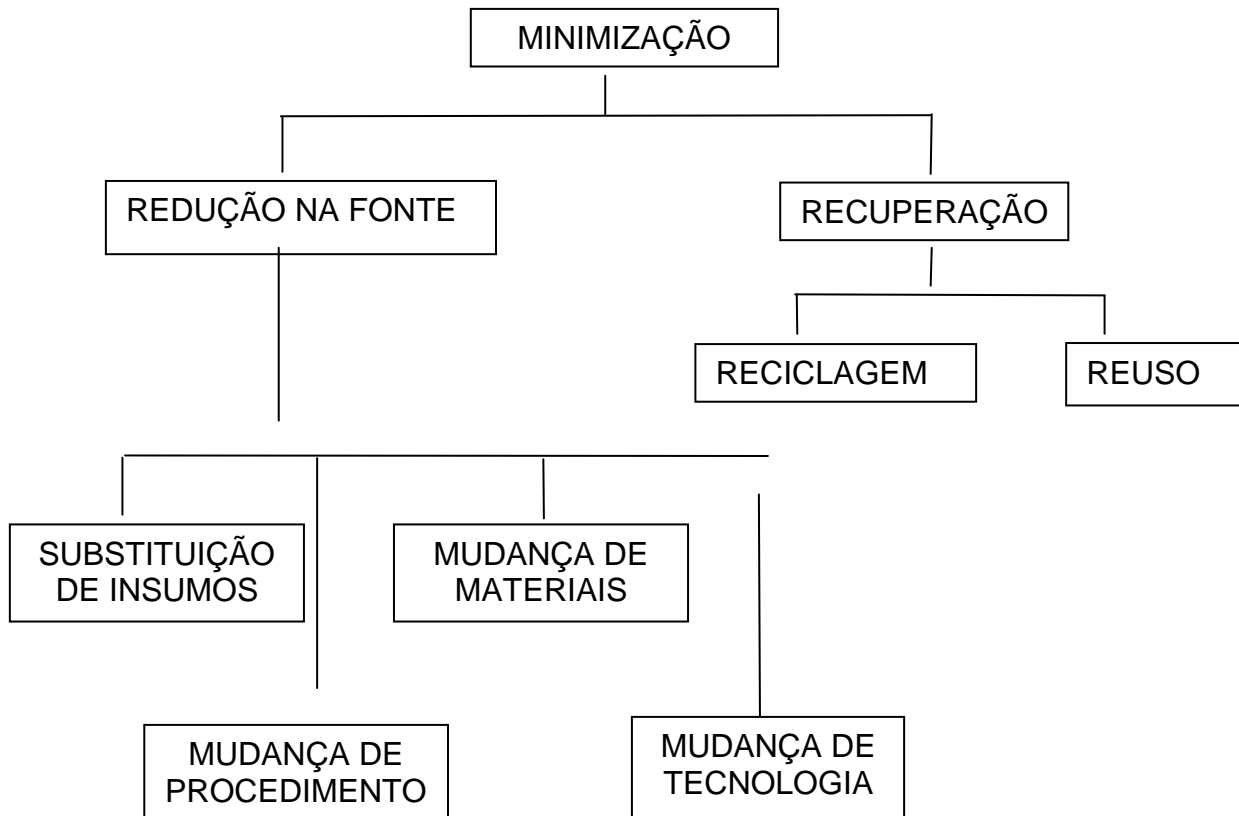 MINIMIZAÇÃO
REDUÇÃO NA FONTE
RECUPERAÇÃO
RECICLAGEM
REUSO
SUBSTITUIÇÃO
DE INSUMOS
MUDANÇA DE
MATERIAIS
MUDANÇA DE
PROCEDIMENTO
MUDANÇA DE
TECNOLOGIA